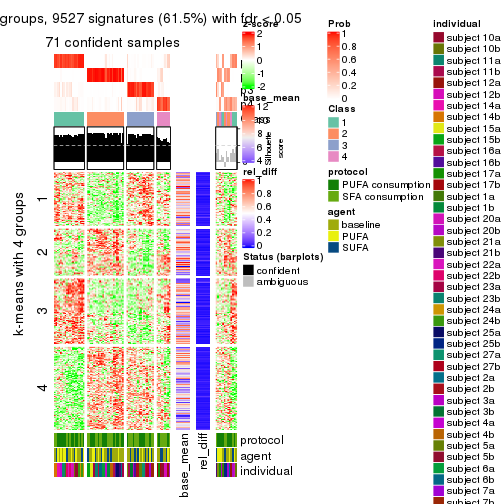 groups, 9527 signatures (61.5%) with fdr < 0.05
71 confident samples
k-means with 4 groups
1
2
3
4
base_mean
rel_diff
protocol
agent
individual
z-score
2
1
0
-1
-2
base_mean
12
10
8
6
4
Silhouette score
rel_diff
1
0.8
0.6
0.4
0.2
0
Status (barplots)
confident
ambiguous
Prob
1
0.8
0.6
0.4
0.2
0
Class
1
2
3
4
protocol
PUFA consumption
SFA consumption
agent
baseline
PUFA
SUFA
individual
subject 10a
subject 10b
subject 11a
subject 11b
subject 12a
subject 12b
subject 14a
subject 14b
subject 15a
subject 15b
subject 16a
subject 16b
subject 17a
subject 17b
subject 1a
subject 1b
subject 20a
subject 20b
subject 21a
subject 21b
subject 22a
subject 22b
subject 23a
subject 23b
subject 24a
subject 24b
subject 25a
subject 25b
subject 27a
subject 27b
subject 2a
subject 2b
subject 3a
subject 3b
subject 4a
subject 4b
subject 5a
subject 5b
subject 6a
subject 6b
subject 7a
subject 7b